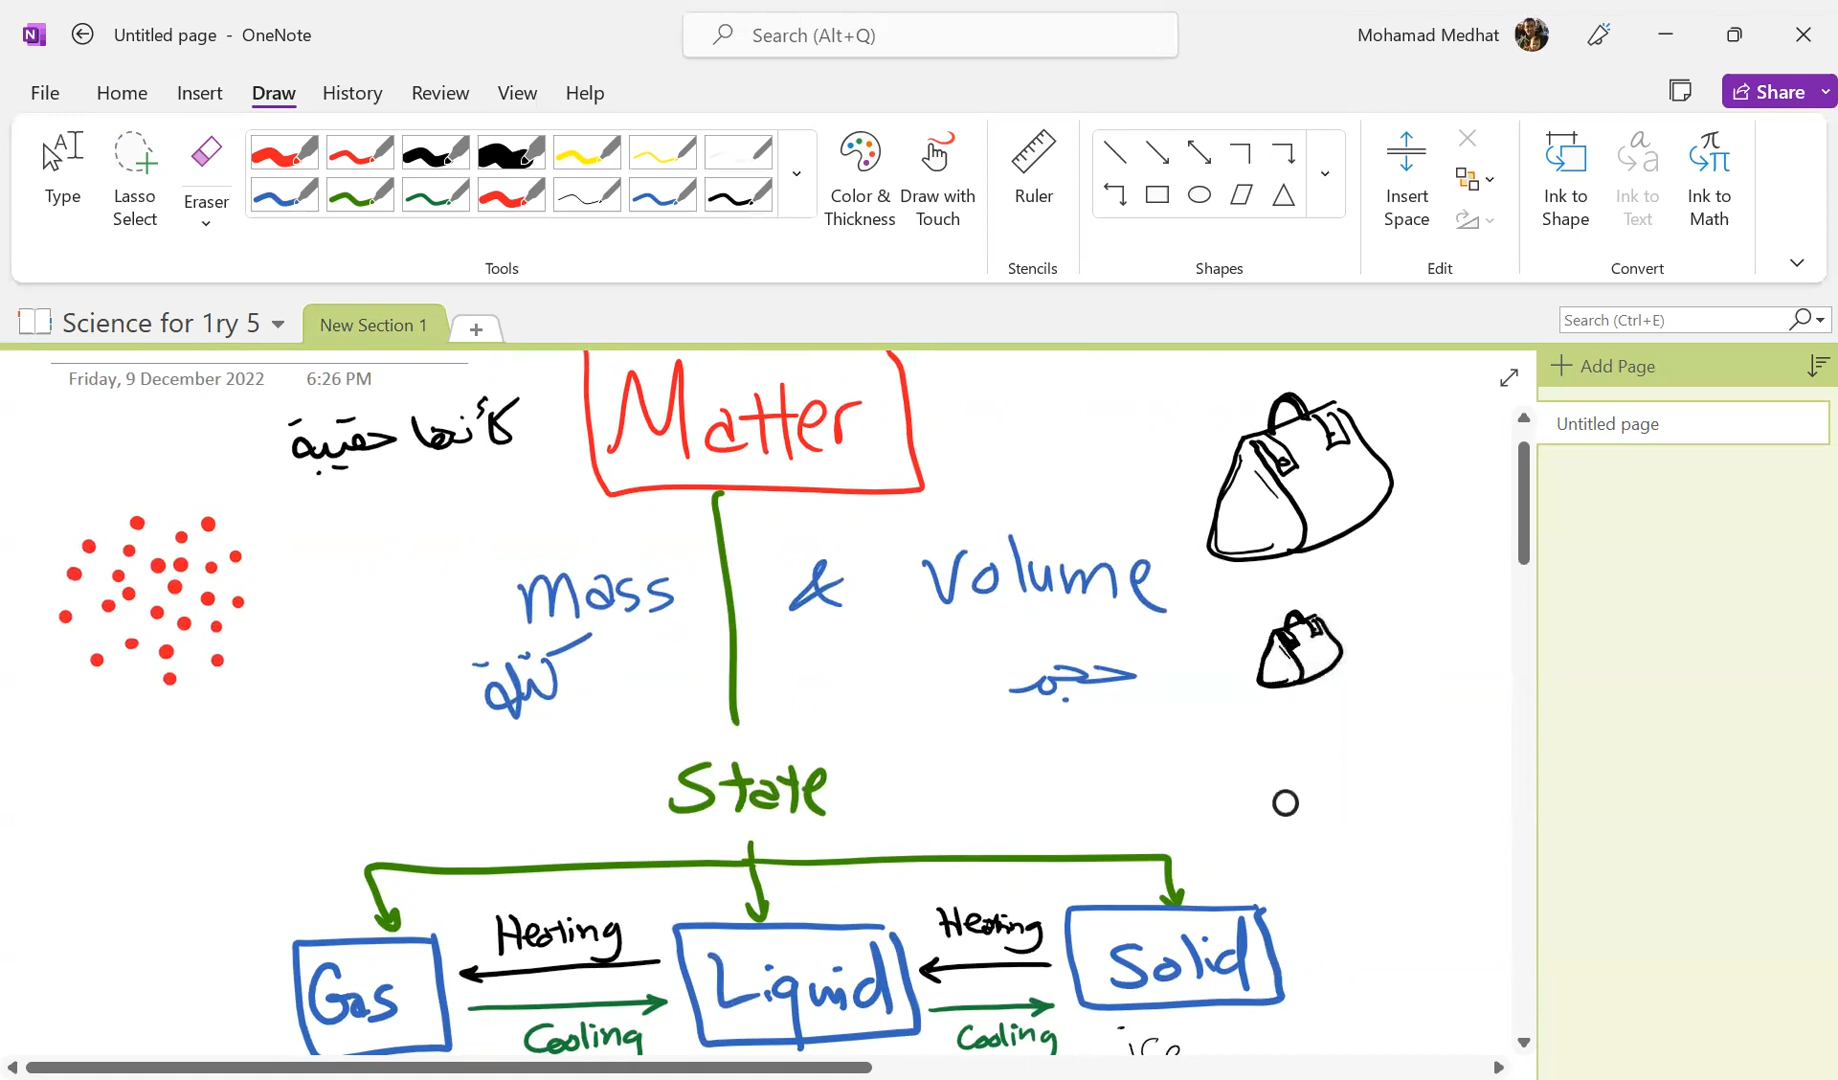 Untitled page - OneNote
Search (Alt+Q)
Mohamad Medhat
File Home Insert Draw History Review View Help
Share
Type
Lasso Select
Eraser
Color & Thickness
Draw with Touch
Ruler
Insert Space
Ink to Shape
Ink to Text
Ink to Math
Tools
Stencils
Shapes
Edit
Convert
Science for 1ry 5
New Section 1
Search (Ctrl+E)
Add Page
Untitled page
Friday, 9 December 2022 6:26 PM
Matter
كأنها حقيبة
mass & Volume
كتلة
حجم
State
Heating
Heating
Gas
Liquid
Solid
Cooling
Cooling
ice